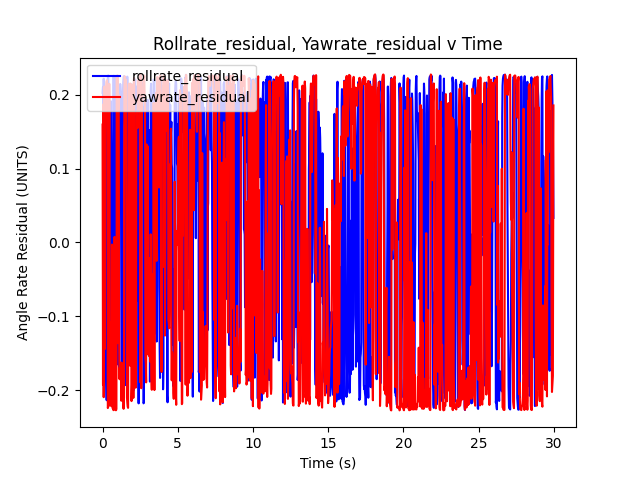 Rollrate_residual, Yawrate_residual v Time
rollrate_residual
yawrate_residual
Angle Rate Residual (UNITS)
0.2
0.1
0.0
−0.1
−0.2
0
5
10
15
20
25
30
Time (s)